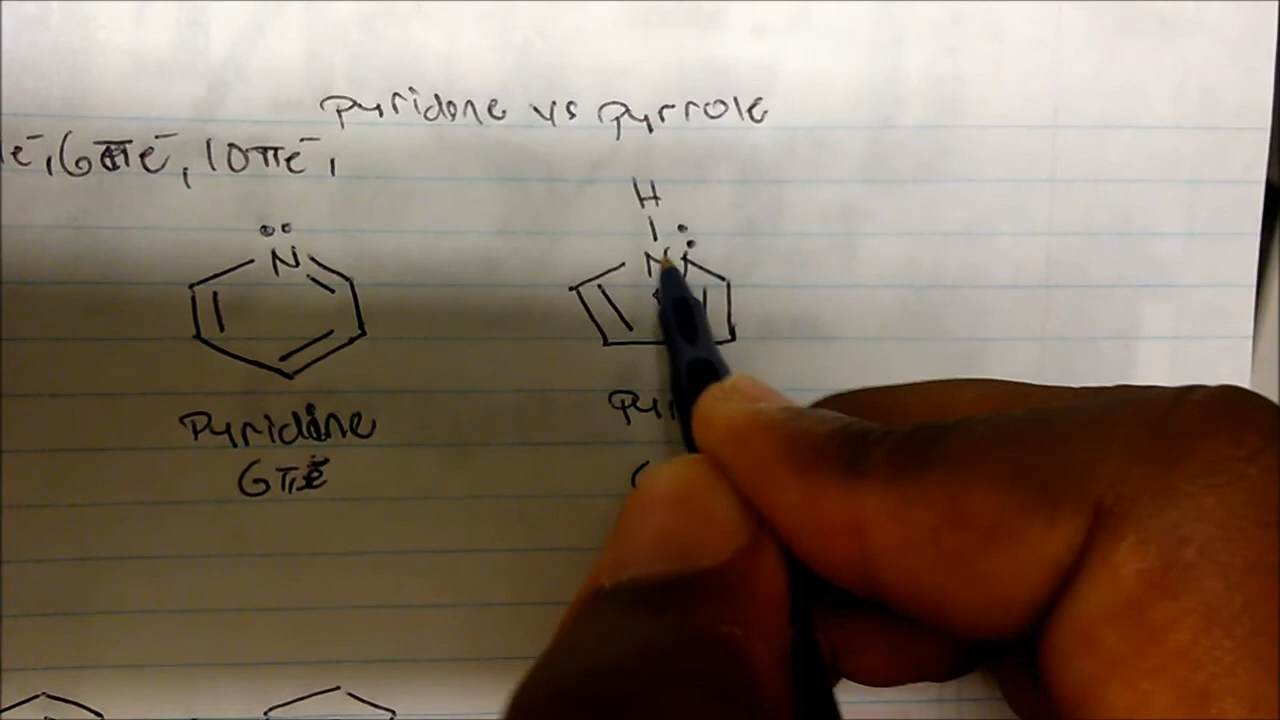 pyridine vs pyrrole
e⁻, 6πe⁻, 10πe⁻,
H
N
N
Pyridine
6πe⁻